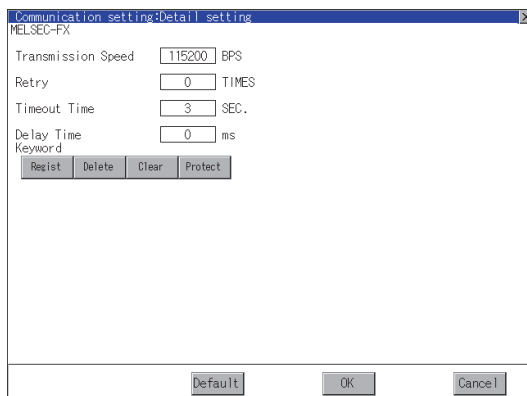 Communication setting:Detail setting
MELSEC-FX
Transmission Speed 115200 BPS
Retry 0 TIMES
Timeout Time 3 SEC.
Delay Time 0 ms
Keyword
Regist Delete Clear Protect
Default OK Cancel